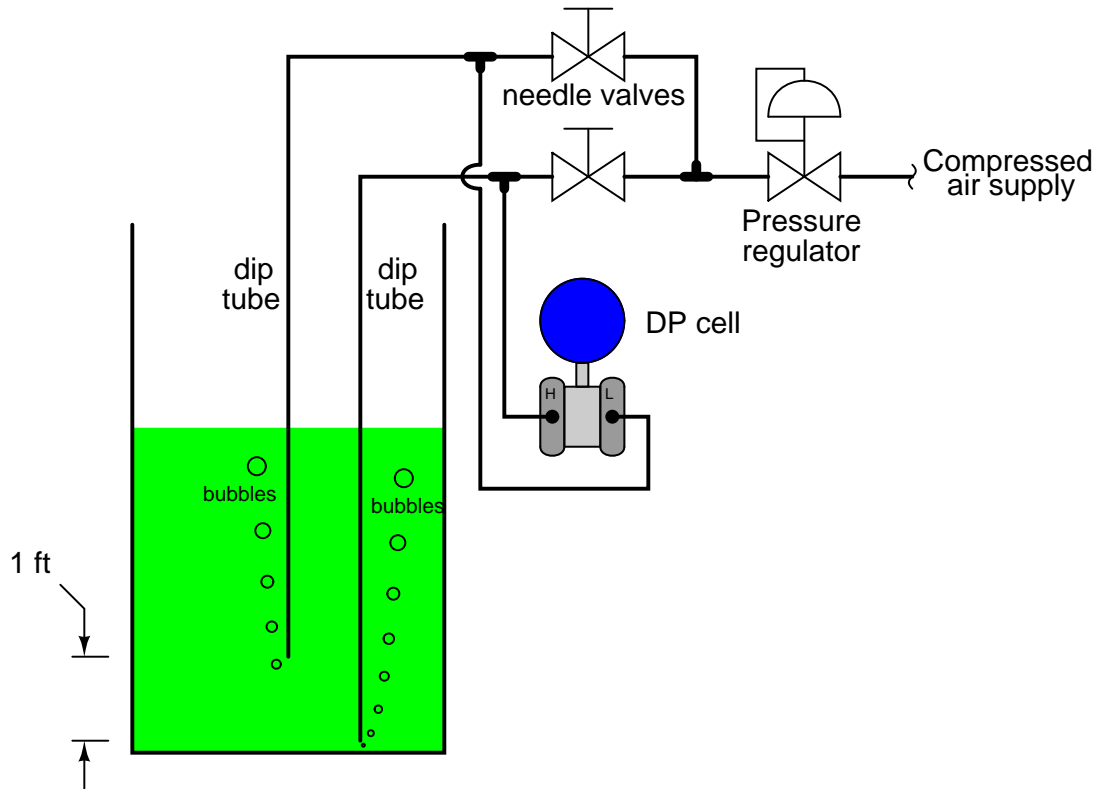 needle valves
Compressed
air supply
Pressure
regulator
dip
tube
dip
tube
DP cell
H
L
bubbles
bubbles
1 ft